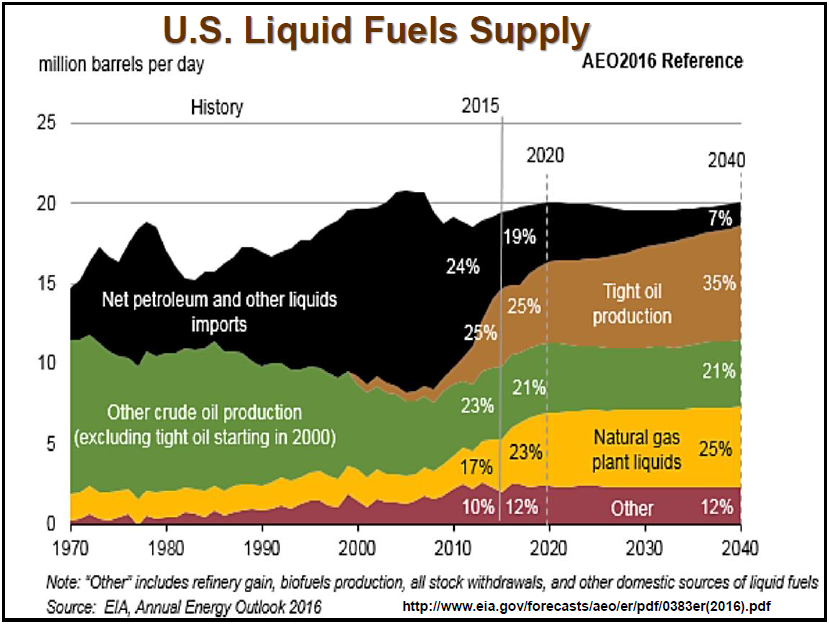 U.S. Liquid Fuels Supply
million barrels per day
AEO2016 Reference
History
2015
2020
2040
25
20
15
10
5
0
24%
19%
7%
Net petroleum and other liquids
imports
25%
25%
Tight oil
production
35%
Other crude oil production
(excluding tight oil starting in 2000)
23%
21%
21%
17%
23%
Natural gas
plant liquids
25%
10%
12%
Other
12%
1970
1980
1990
2000
2010
2020
2030
2040
Note: "Other" includes refinery gain, biofuels production, all stock withdrawals, and other domestic sources of liquid fuels
Source: EIA, Annual Energy Outlook 2016
http://www.eia.gov/forecasts/aeo/er/pdf/0383er(2016).pdf